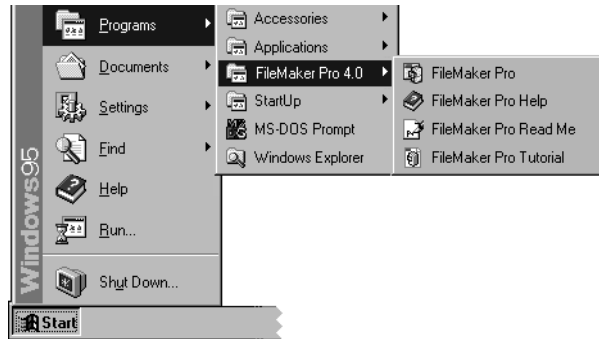 Programs
Documents
Settings
Find
Help
Run...
Shut Down...
Windows95
Start
Accessories
Applications
FileMaker Pro 4.0
StartUp
MS-DOS Prompt
Windows Explorer
FileMaker Pro
FileMaker Pro Help
FileMaker Pro Read Me
FileMaker Pro Tutorial